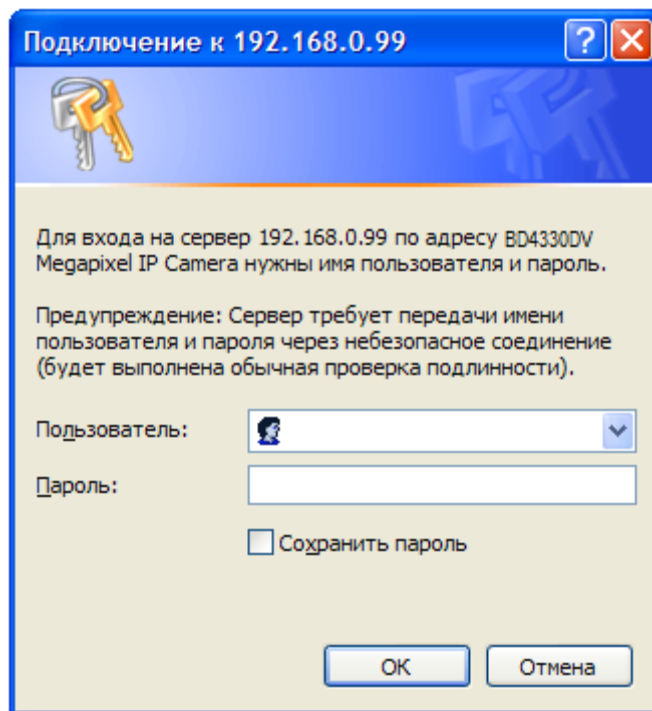 Подключение к 192.168.0.99
Для входа на сервер 192.168.0.99 по адресу BD4330DV
Megapixel IP Camera нужны имя пользователя и пароль.
Предупреждение: Сервер требует передачи имени
пользователя и пароля через небезопасное соединение
(будет выполнена обычная проверка подлинности).
Пользователь:
Пароль:
Сохранить пароль
ОК Отмена